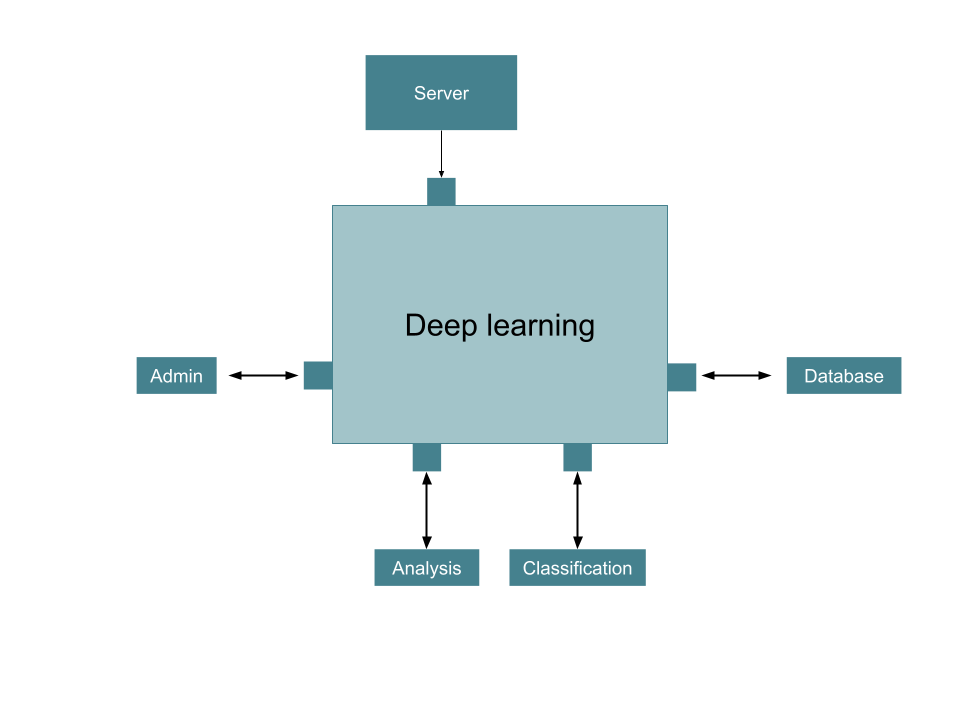 Server
Deep learning
Admin
Database
Analysis
Classification